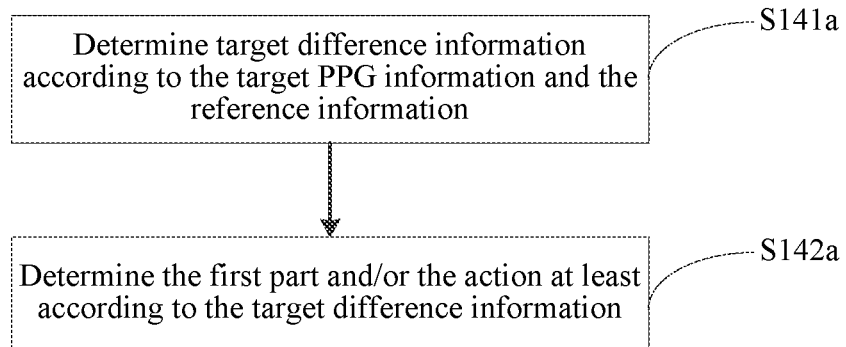 S141a
Determine target difference information
according to the target PPG information and the
reference information
S142a
Determine the first part and/or the action at least
according to the target difference information